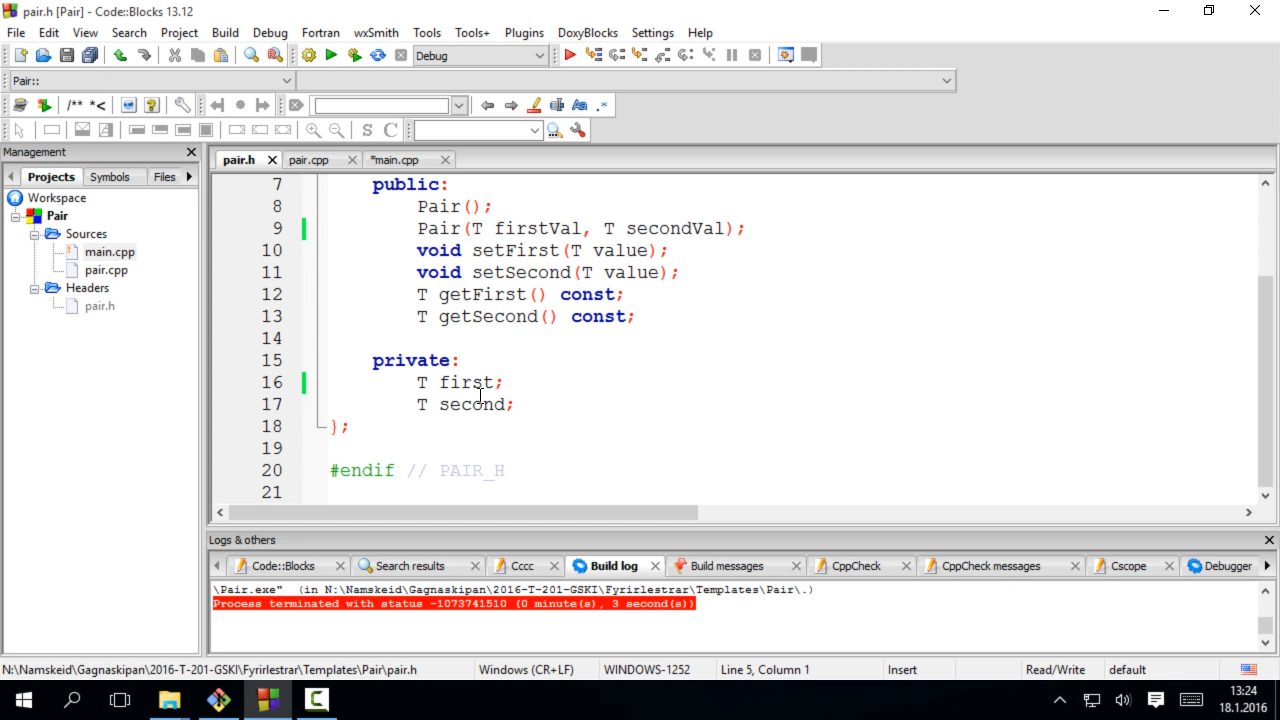 pair.h [Pair] - Code::Blocks 13.12
File Edit View Search Project Build Debug Fortran wxSmith Tools Tools+ Plugins DoxyBlocks Settings Help
Debug
Pair::
/** *<
Aa .*
S C
Management
Projects Symbols Files
pair.h pair.cpp *main.cpp
Workspace
Pair
Sources
main.cpp
pair.cpp
Headers
pair.h
7 public:
8 Pair();
9 Pair(T firstVal, T secondVal);
10 void setFirst(T value);
11 void setSecond(T value);
12 T getFirst() const;
13 T getSecond() const;
14
15 private:
16 T first;
17 T second;
18 };
19
20 #endif // PAIR_H
21
Logs & others
Code::Blocks Search results Cccc Build log Build messages CppCheck CppCheck messages Cscope Debugger
\Pair.exe" (in N:\Namskeid\Gagnaskipan\2016-T-201-GSKI\Fyrirlestrar\Templates\Pair\.)
Process terminated with status -1073741510 (0 minute(s), 3 second(s))
N:\Namskeid\Gagnaskipan\2016-T-201-GSKI\Fyrirlestrar\Templates\Pair\pair.h Windows (CR+LF) WINDOWS-1252 Line 5, Column 1 Insert Read/Write default
13:24
18.1.2016